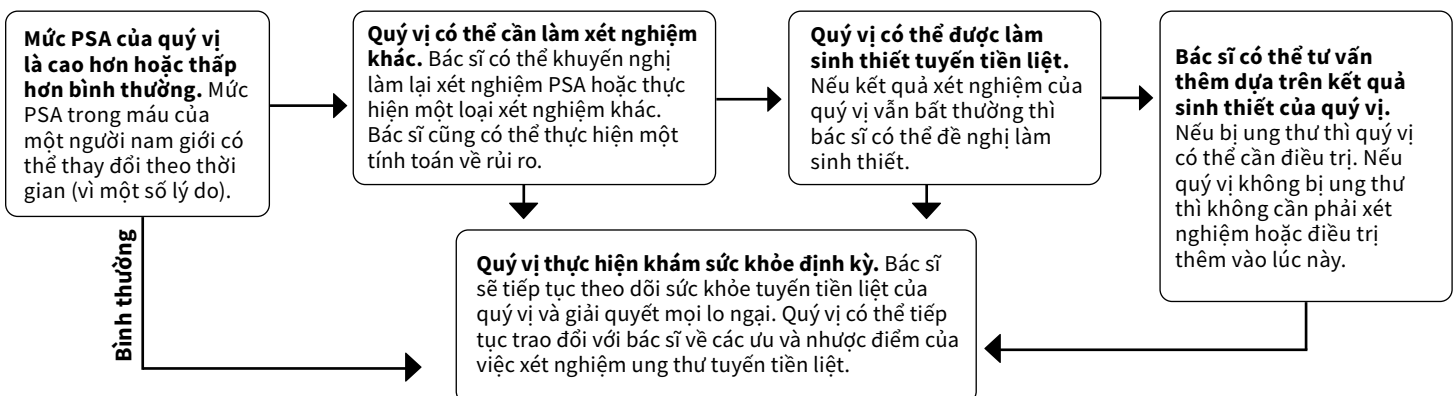 Mức PSA của quý vị
là cao hơn hoặc thấp
hơn bình thường. Mức
PSA trong máu của
một người nam giới có
thể thay đổi theo thời
gian (vì một số lý do).
Quý vị có thể cần làm xét nghiệm
khác. Bác sĩ có thể khuyến nghị
làm lại xét nghiệm PSA hoặc thực
hiện một loại xét nghiệm khác.
Bác sĩ cũng có thể thực hiện một
tính toán về rủi ro.
Quý vị có thể được làm
sinh thiết tuyến tiền liệt.
Nếu kết quả xét nghiệm của
quý vị vẫn bất thường thì
bác sĩ có thể đề nghị làm
sinh thiết.
Bác sĩ có thể tư vấn
thêm dựa trên kết quả
sinh thiết của quý vị.
Nếu bị ung thư thì quý vị
có thể cần điều trị. Nếu
quý vị không bị ung thư
thì không cần phải xét
nghiệm hoặc điều trị
thêm vào lúc này.
Bình thường
Quý vị thực hiện khám sức khỏe định kỳ. Bác sĩ
sẽ tiếp tục theo dõi sức khỏe tuyến tiền liệt của
quý vị và giải quyết mọi lo ngại. Quý vị có thể tiếp
tục trao đổi với bác sĩ về các ưu và nhược điểm của
việc xét nghiệm ung thư tuyến tiền liệt.